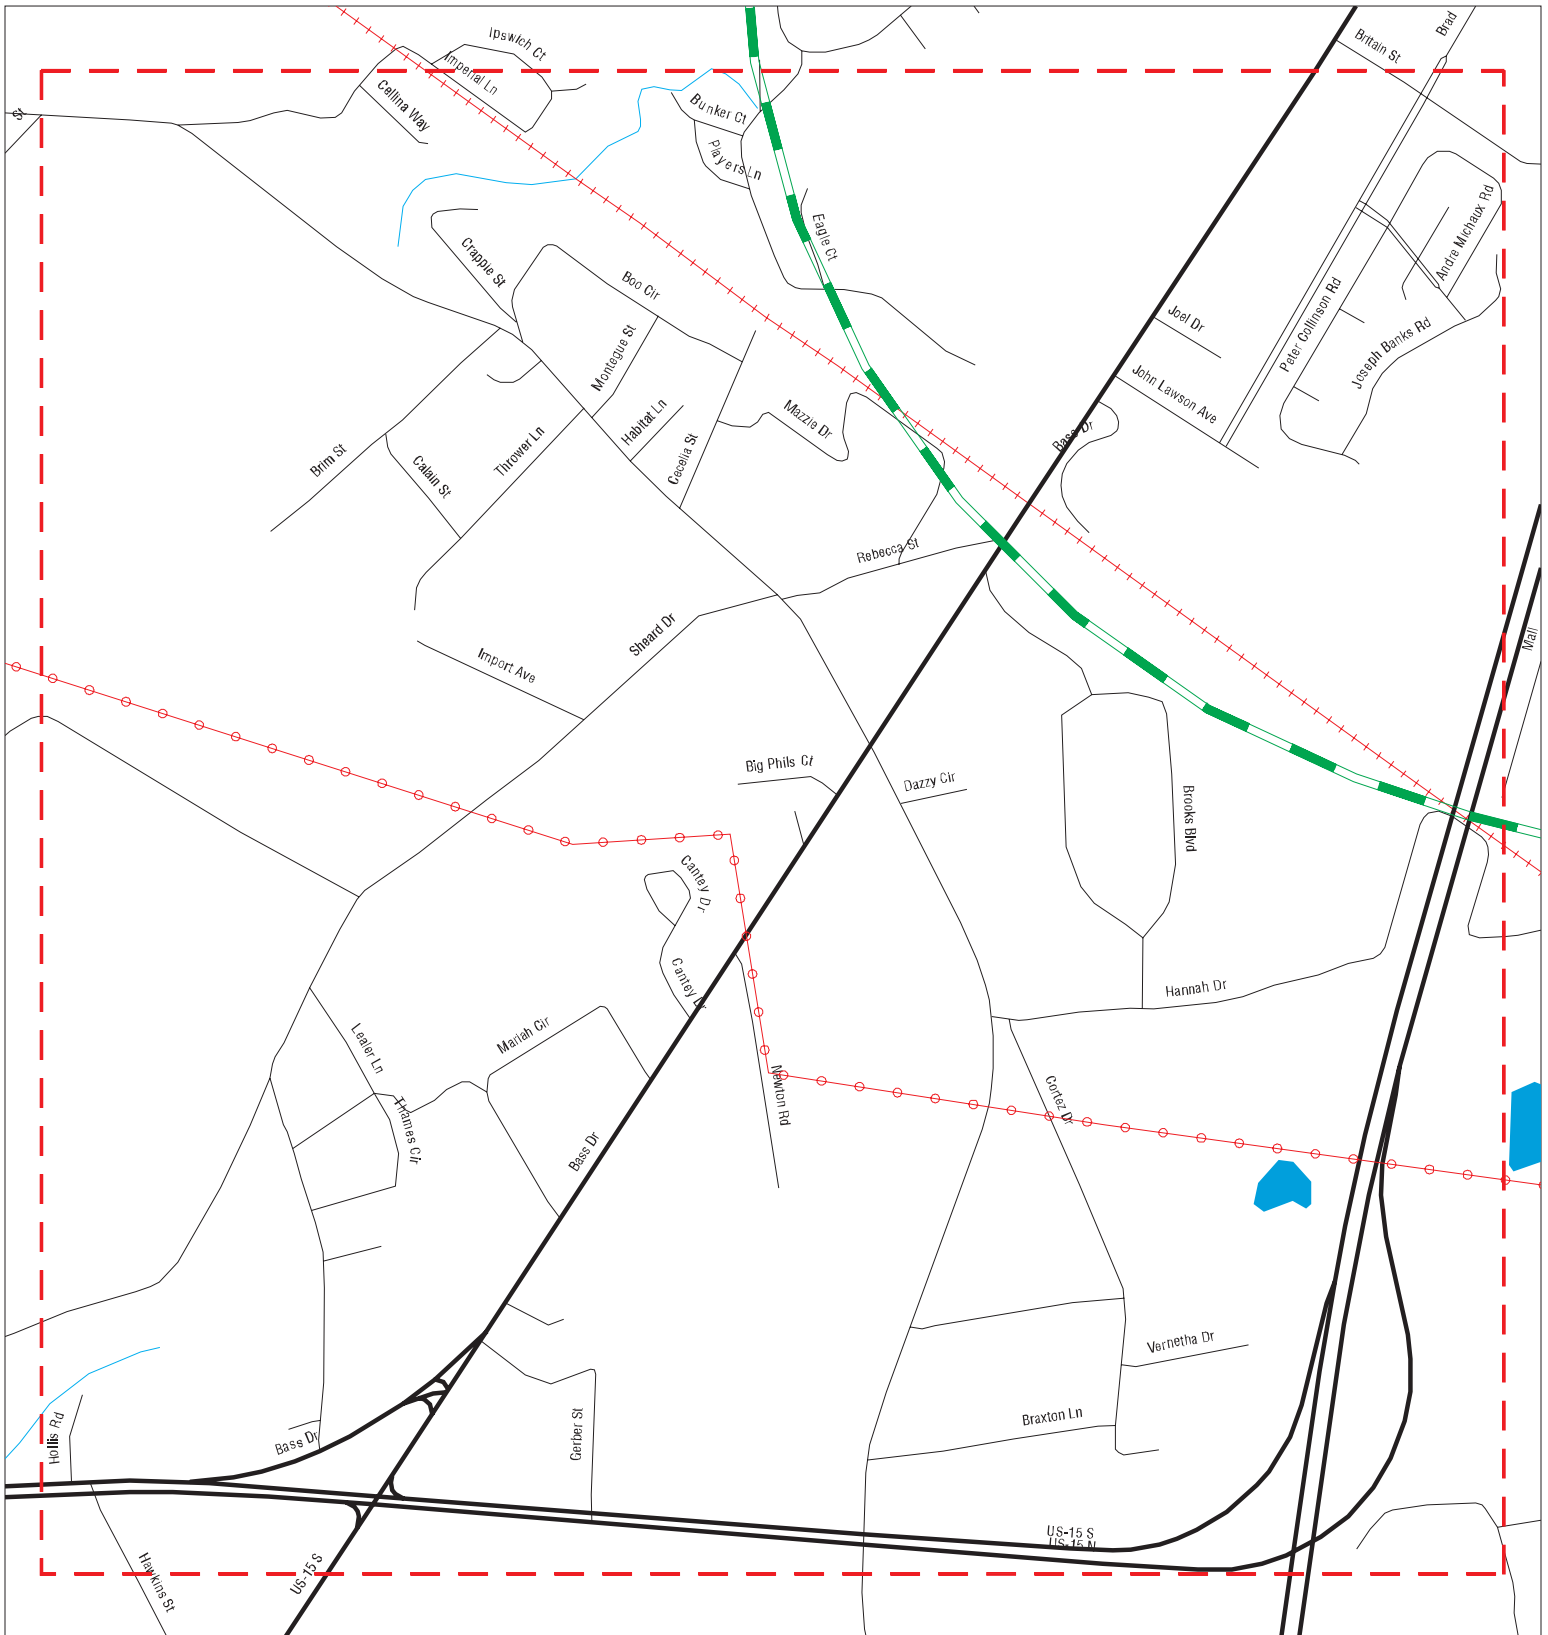 Ipswich Ct
Brad
Britain St
Imperial Ln
Cellina Way
St
Bunker Ct
Players Ln
Eagle Ct
Andre Michaux Rd
Crappie St
Boo Cir
Peter Collinson Rd
Joel Dr
Joseph Banks Rd
Montegue St
John Lawson Ave
Habitat Ln
Mazzie Dr
Bass Dr
Thrower Ln
Cecelia St
Brim St
Calain St
Rebecca St
Sheard Dr
Mall
Import Ave
Big Phils Ct
Dazzy Cir
Brooks Blvd
Cantey Dr
Cantey Dr
Hannah Dr
Mariah Cir
Lealer Ln
Newton Rd
Cortez Dr
Thames Cir
Bass Dr
Vernetha Dr
Braxton Ln
Gerber St
Hollis Rd
Bass Dr
US-15 S
US-15 N
Hawkins St
US-15 S